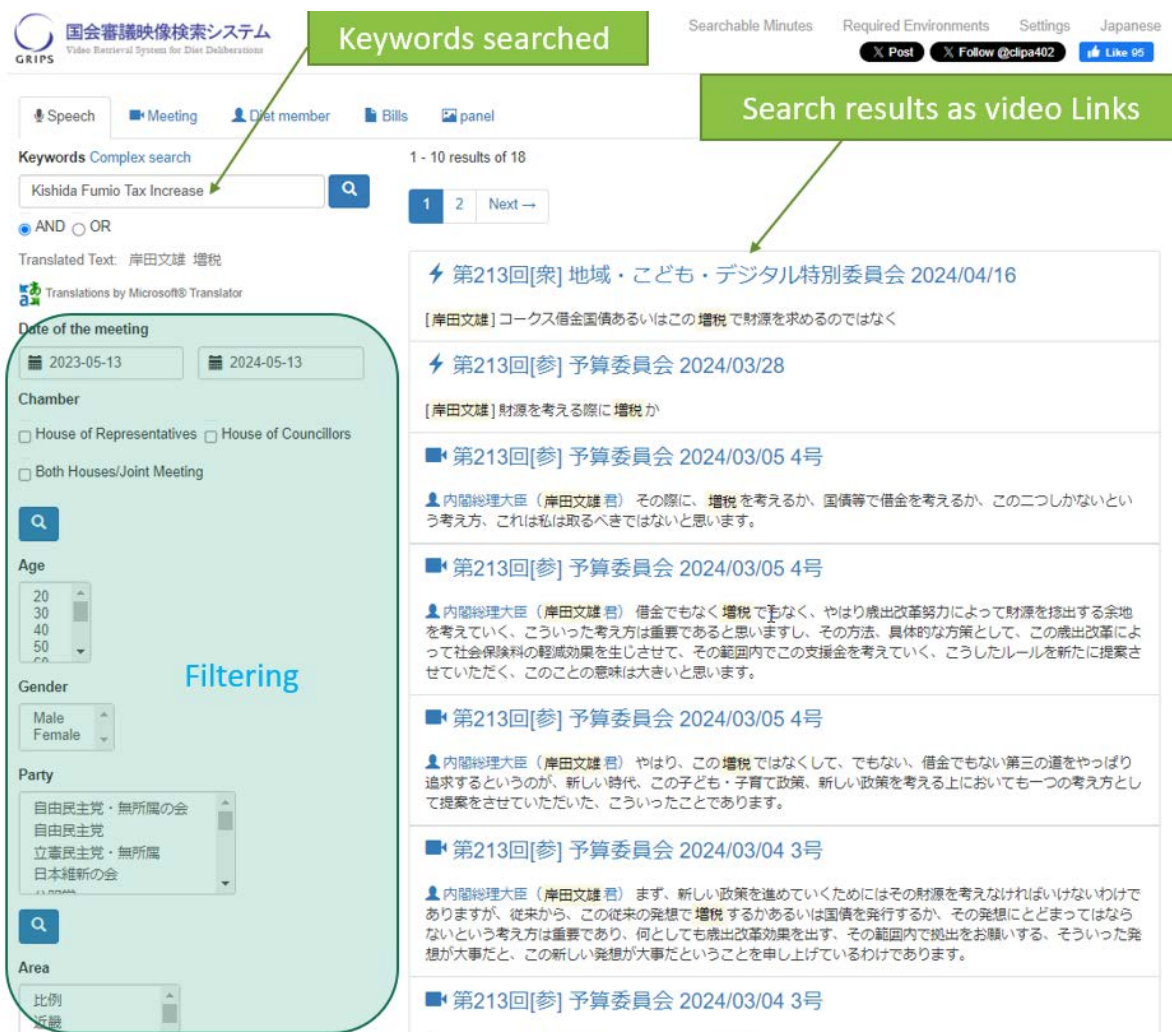 国会審議映像検索システム
Video Retrieval System for Diet Deliberations
GRIPS
Keywords searched
Searchable Minutes
Required Environments
Settings
Japanese
Post
Follow @clipa402
Like 95
Search results as video Links
Speech
Meeting
Diet member
Bills
panel
Keywords Complex search
Kishida Fumio Tax Increase
AND OR
Translated Text: 岸田文雄 増税
Translations by Microsoft® Translator
Date of the meeting
2023-05-13
2024-05-13
Chamber
House of Representatives
House of Councillors
Both Houses/Joint Meeting
Age
20
30
40
50
Filtering
Gender
Male
Female
Party
自由民主党・無所属の会
自由民主党
立憲民主党・無所属
日本維新の会
Area
比例
近畿
1 - 10 results of 18
1 2 Next →
第213回[衆] 地域・こども・デジタル特別委員会 2024/04/16
[岸田文雄] コークス借金国債あるいはこの増税で財源を求めるのではなく
第213回[参] 予算委員会 2024/03/28
[岸田文雄] 財源を考える際に増税か
第213回[参] 予算委員会 2024/03/05 4号
内閣総理大臣（岸田文雄君） その際に、増税を考えるか、国債等で借金を考えるか、この二つしかないとい
う考え方、これは私は取るべきではないと思います。
第213回[参] 予算委員会 2024/03/05 4号
内閣総理大臣（岸田文雄君） 借金でもなく増税でもなく、やはり歳出改革努力によって財源を捻出する余地
を考えていく、こういった考え方は重要であると思いますし、その方法、具体的な方策として、この歳出改革によ
って社会保険料の軽減効果を生じさせて、その範囲内でこの支援金を考えていく、こうしたルールを新たに提案さ
せていただく、このことの意味は大きいと思います。
第213回[参] 予算委員会 2024/03/05 4号
内閣総理大臣（岸田文雄君） やはり、この増税ではなくして、でもない、借金でもない第三の道をやっぱり
追求するというのが、新しい時代、この子ども・子育て政策、新しい政策を考える上においても一つの考え方とし
て提案をさせていただいた、こういったことであります。
第213回[参] 予算委員会 2024/03/04 3号
内閣総理大臣（岸田文雄君） まず、新しい政策を進めていくためにはその財源を考えなければいけないわけで
ありますが、従来から、この従来の発想で増税するかあるいは国債を発行するか、その発想にとどまってはなら
ないという考え方は重要であり、何としても歳出改革効果を出す、その範囲内で拠出をお願いする、そういった発
想が大事だと、この新しい発想が大事だということを申し上げているわけであります。
第213回[参] 予算委員会 2024/03/04 3号